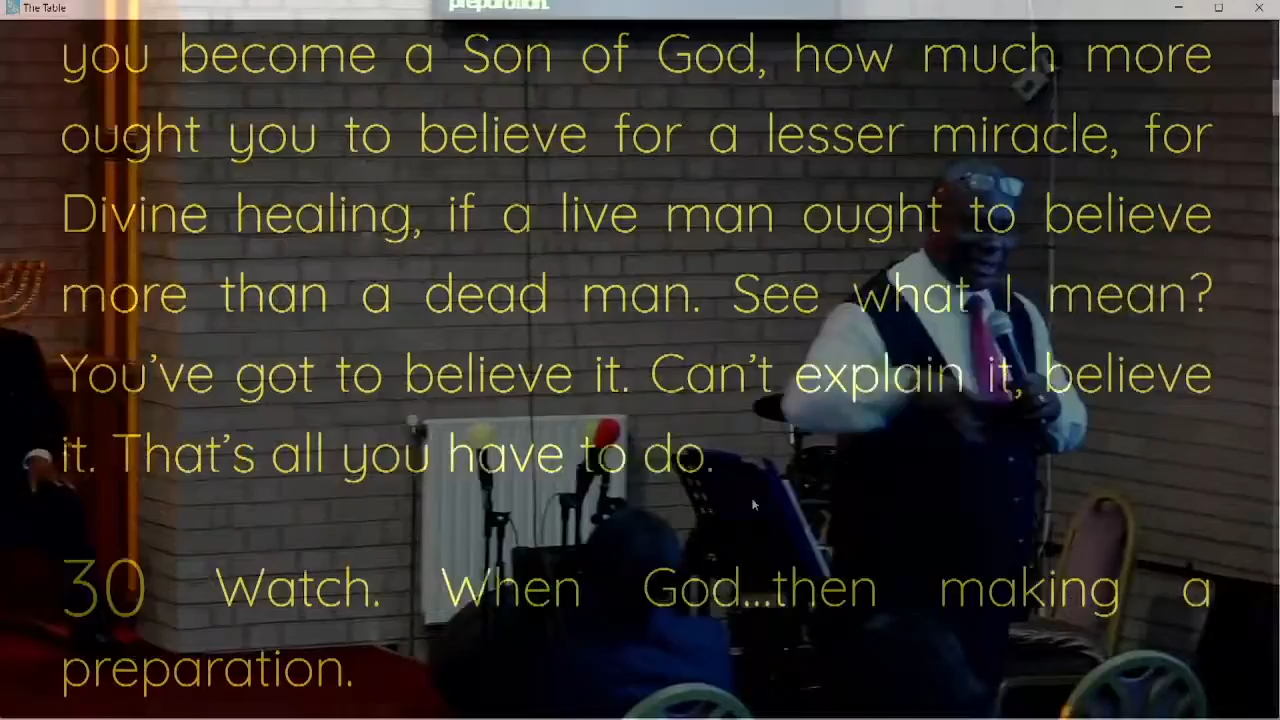 The Table
preparation.
you become a Son of God, how much more
ought you to believe for a lesser miracle, for
Divine healing, if a live man ought to believe
more than a dead man. See what I mean?
You’ve got to believe it. Can’t explain it, believe
it. That’s all you have to do.
30 Watch. When God...then making a
preparation.